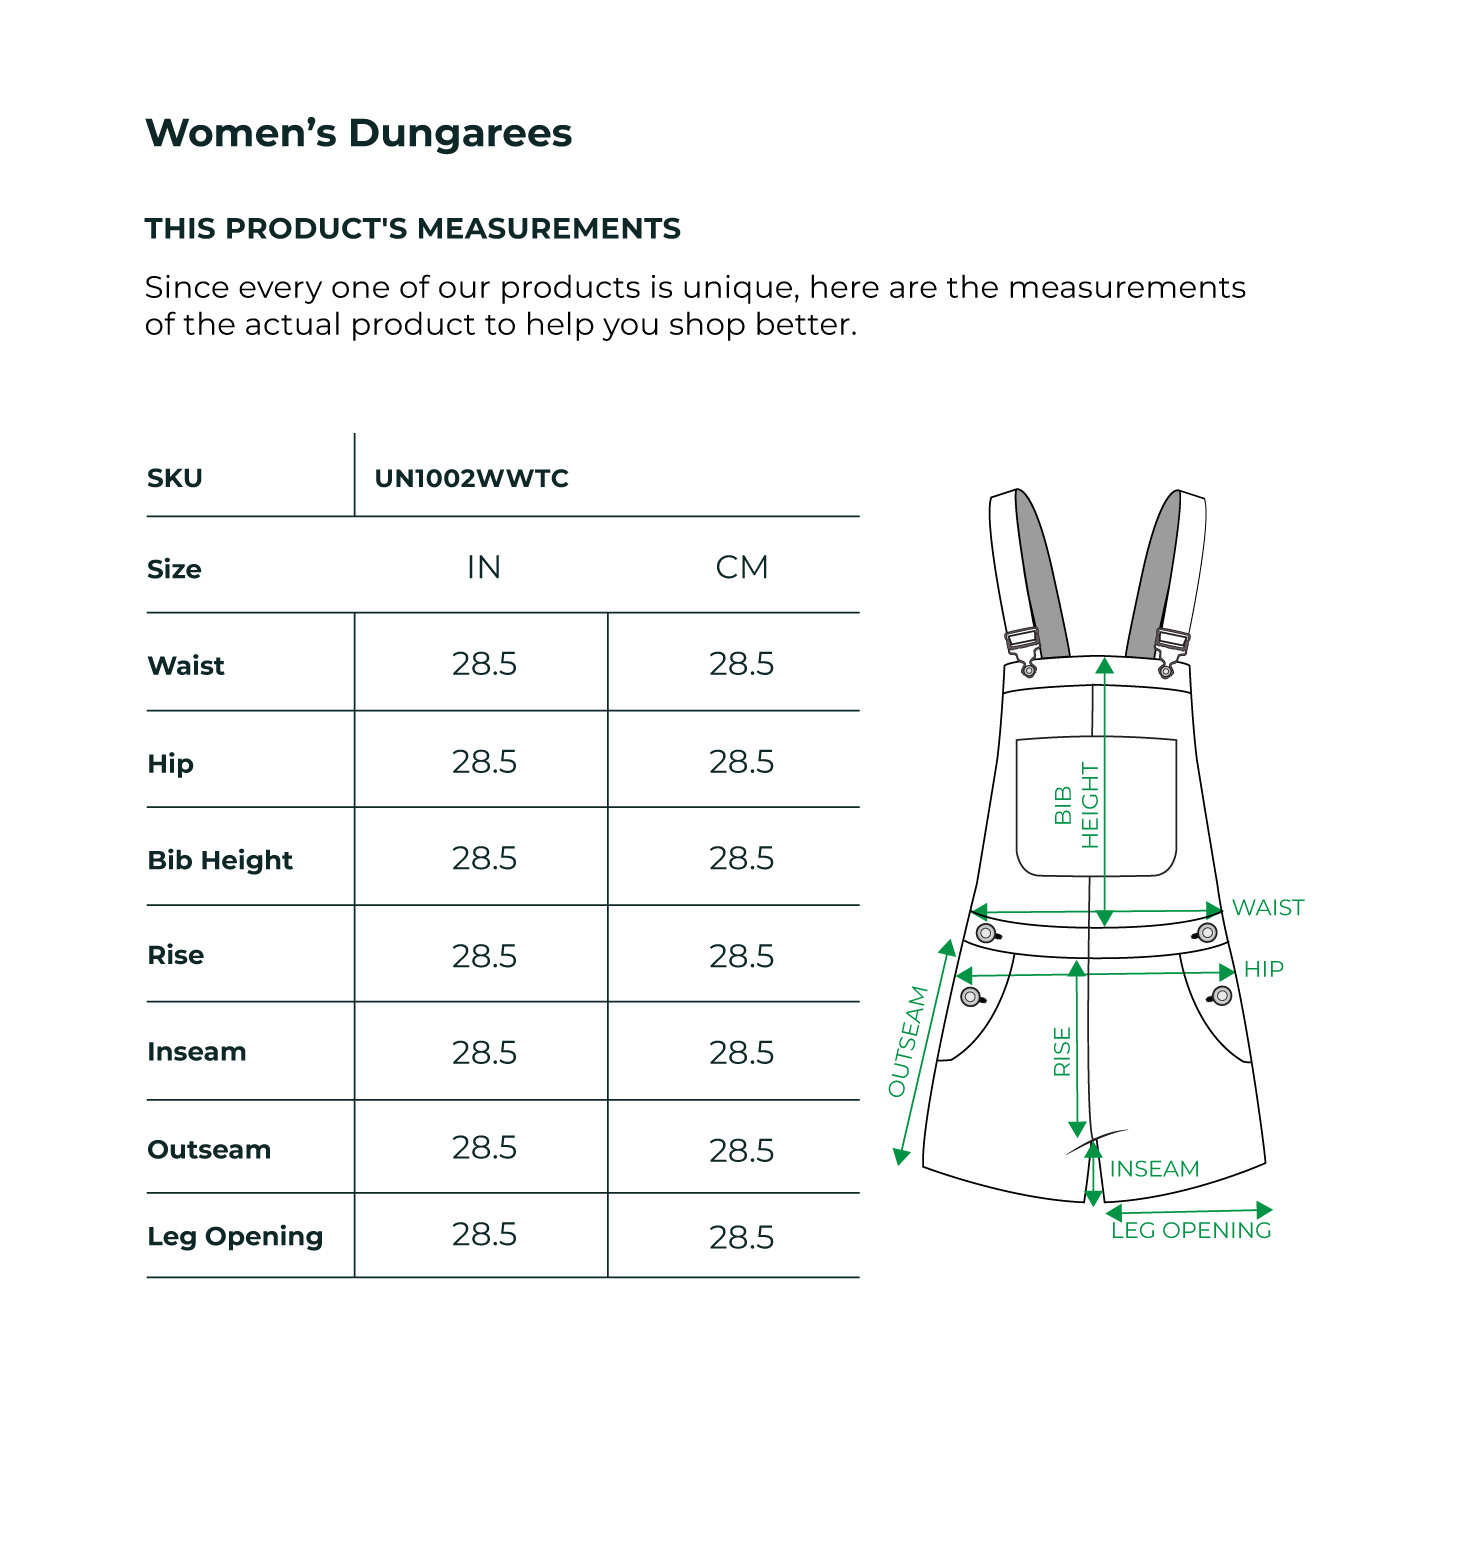 Women’s Dungarees
THIS PRODUCT'S MEASUREMENTS
Since every one of our products is unique, here are the measurements
of the actual product to help you shop better.
SKU UN1002WWTC
Size IN CM
Waist 28.5 28.5
Hip 28.5 28.5
Bib Height 28.5 28.5
Rise 28.5 28.5
Inseam 28.5 28.5
Outseam 28.5 28.5
Leg Opening 28.5 28.5
BIB
HEIGHT
WAIST
HIP
OUTSEAM
RISE
INSEAM
LEG OPENING